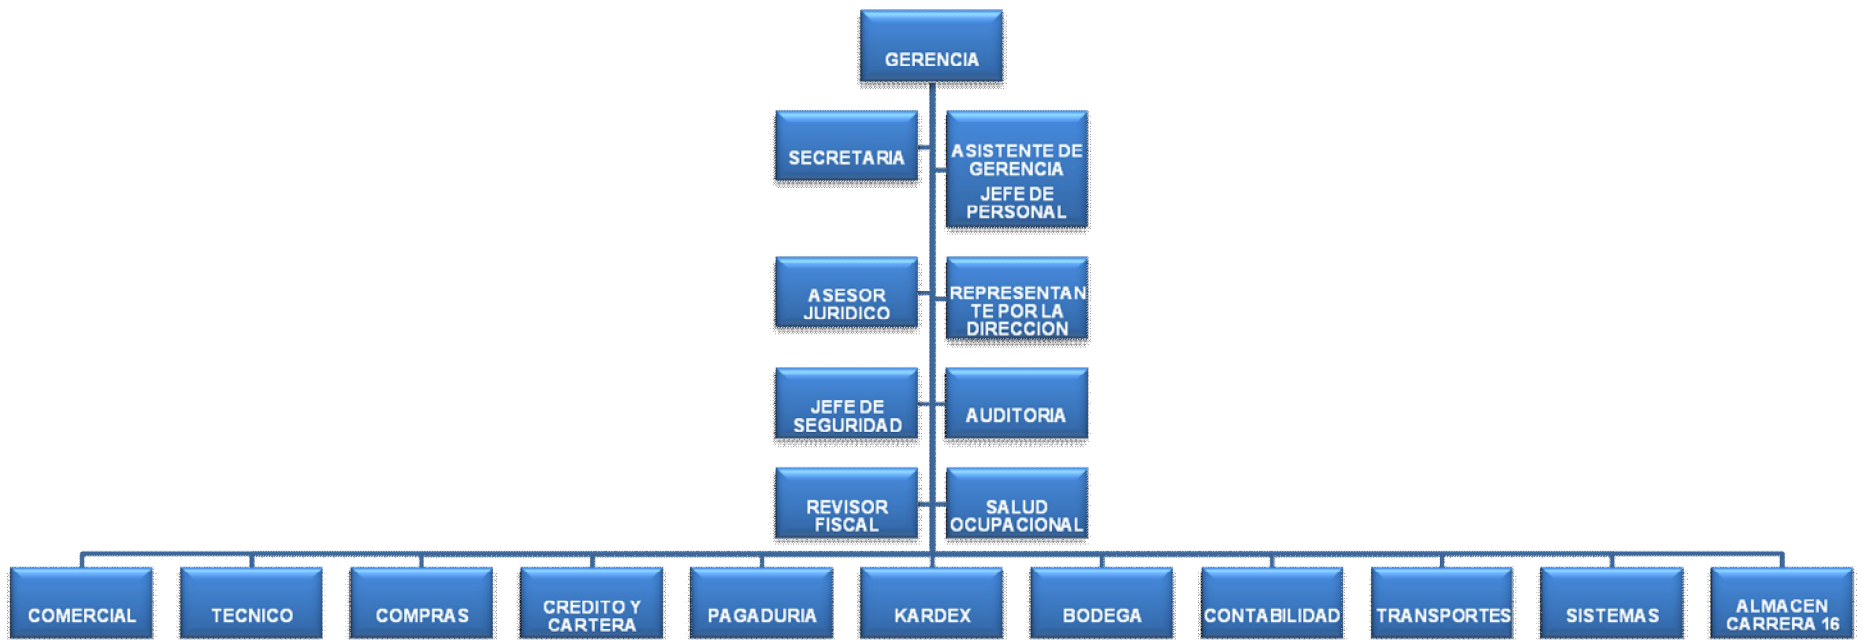 GERENCIA
SECRETARIA
ASISTENTE DE
GERENCIA
JEFE DE
PERSONAL
ASESOR
JURIDICO
REPRESENTAN
TE POR LA
DIRECCION
JEFE DE
SEGURIDAD
AUDITORIA
REVISOR
FISCAL
SALUD
OCUPACIONAL
COMERCIAL
TECNICO
COMPRAS
CREDITO Y
CARTERA
PAGADURIA
KARDEX
BODEGA
CONTABILIDAD
TRANSPORTES
SISTEMAS
ALMACEN
CARRERA 16